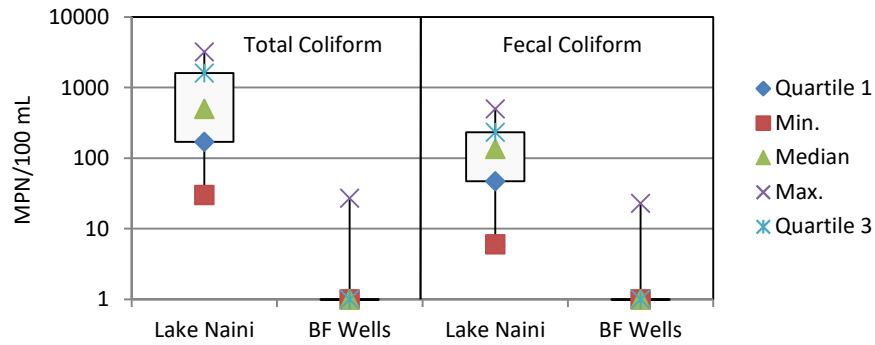 10000
1000
100
10
1
MPN/100 mL
Total Coliform
Fecal Coliform
Lake Naini
BF Wells
Lake Naini
BF Wells
Quartile 1
Min.
Median
Max.
Quartile 3